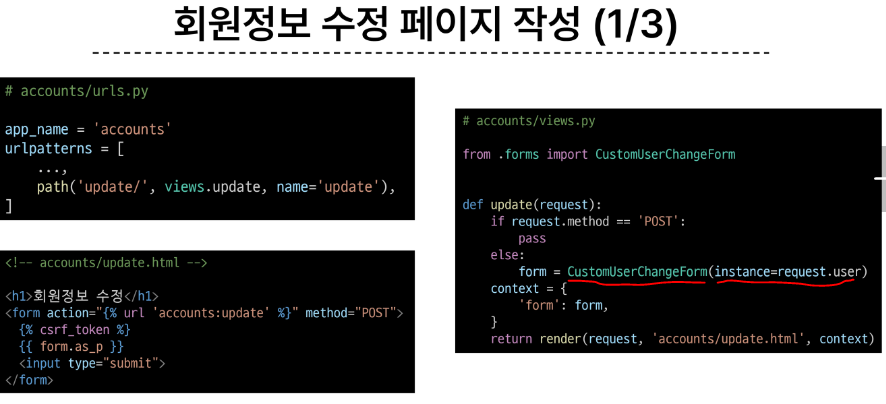 회원정보 수정 페이지 작성 (1/3)
# accounts/urls.py
app_name = 'accounts'
urlpatterns = [
    ...,
    path('update/', views.update, name='update'),
]
<!-- accounts/update.html -->
<h1>회원정보 수정</h1>
<form action="{% url 'accounts:update' %}" method="POST">
  {% csrf_token %}
  {{ form.as_p }}
  <input type="submit">
</form>
# accounts/views.py
from .forms import CustomUserChangeForm
def update(request):
    if request.method == 'POST':
        pass
    else:
        form = CustomUserChangeForm(instance=request.user)
    context = {
        'form': form,
    }
    return render(request, 'accounts/update.html', context)